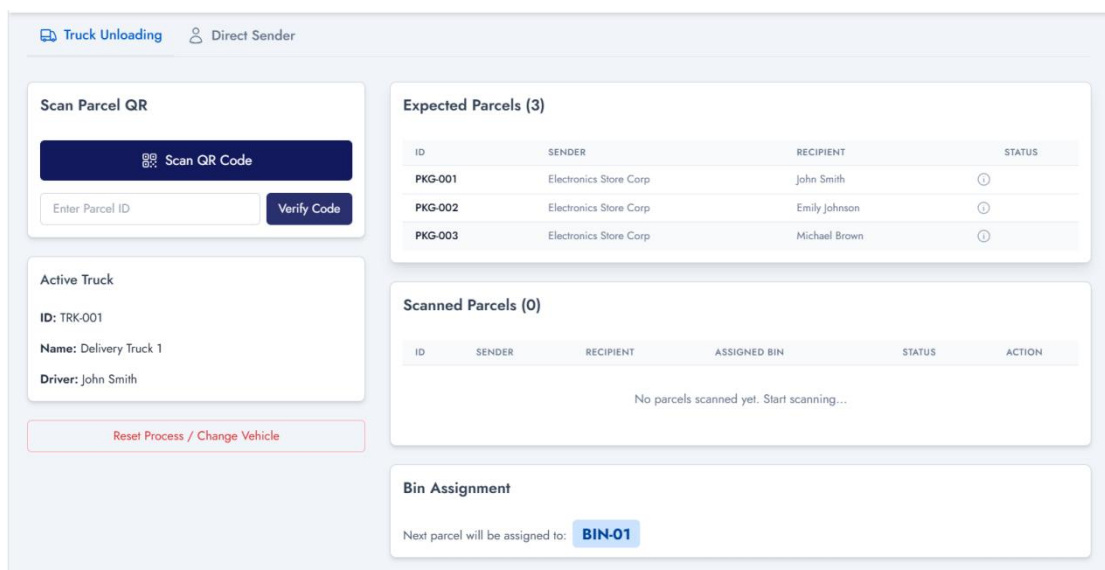 Truck Unloading Direct Sender
Scan Parcel QR
Scan QR Code
Enter Parcel ID Verify Code
Active Truck
ID: TRK-001
Name: Delivery Truck 1
Driver: John Smith
Reset Process / Change Vehicle
Expected Parcels (3)
ID SENDER RECIPIENT STATUS
PKG-001 Electronics Store Corp John Smith
PKG-002 Electronics Store Corp Emily Johnson
PKG-003 Electronics Store Corp Michael Brown
Scanned Parcels (0)
ID SENDER RECIPIENT ASSIGNED BIN STATUS ACTION
No parcels scanned yet. Start scanning...
Bin Assignment
Next parcel will be assigned to: BIN-01